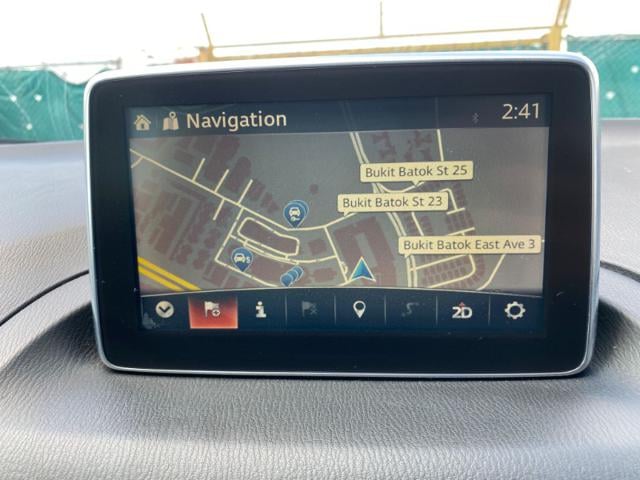 Navigation
2:41
Bukit Batok St 25
Bukit Batok St 23
Bukit Batok East Ave 3
2D